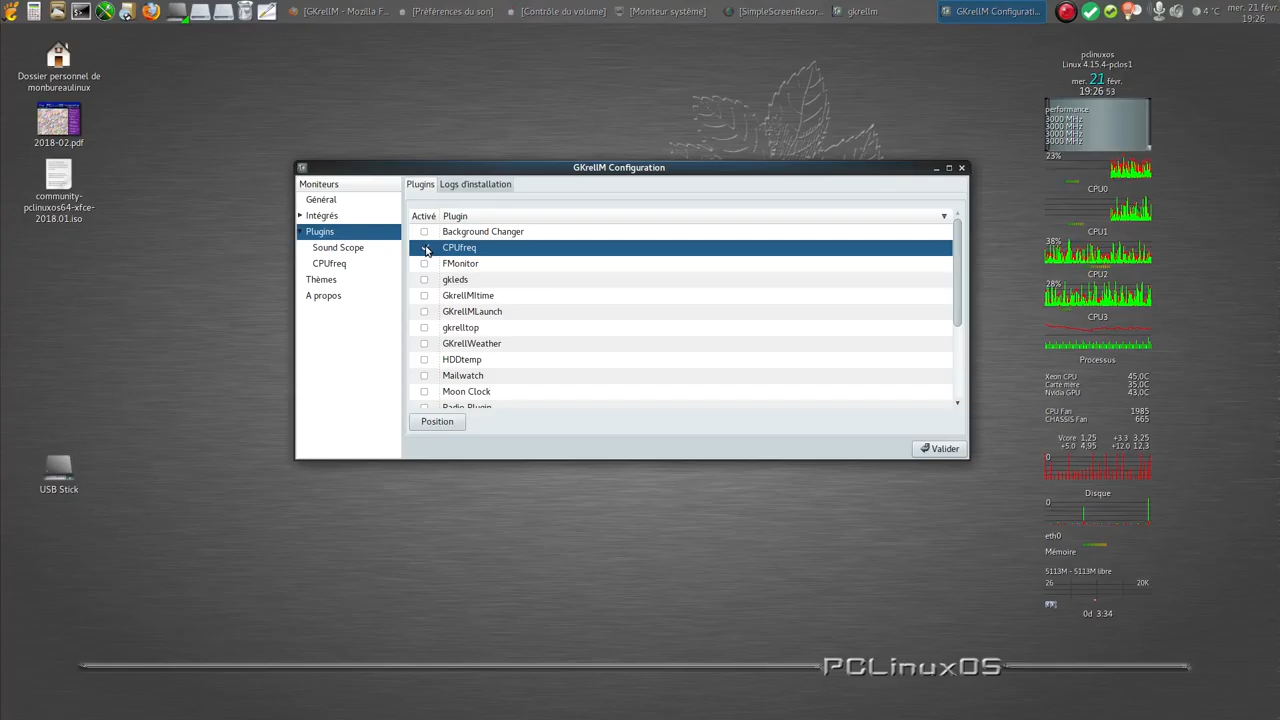 [GKrellM - Mozilla F...
[Préférences de son]
[Contrôle du volume]
[Moniteur système]
[SimpleScreenRecor...
gkrellm
GKrellM Configurati...
4 °C
mer. 21 févr.
19:26
Dossier personnel de
monbureaulinux
2018-02.pdf
community-
pclinuxos64-xfce-
2018.01.iso
USB Stick
GKrellM Configuration
Moniteurs
Général
Intégrés
Plugins
Sound Scope
CPUfreq
Thèmes
A propos
Plugins
Logs d'installation
Activé
Plugin
Background Changer
CPUfreq
FMonitor
gkleds
GkrellMItime
GKrellMLaunch
gkrelltop
GKrellWeather
HDDtemp
Mailwatch
Moon Clock
Radio Plugin
Position
Valider
pclinuxos
Linux 4.15.4-pclos1
mer. 21 févr.
19:26 53
performance
3000 MHz
3000 MHz
3000 MHz
3000 MHz
23%
CPU0
CPU1
38%
CPU2
28%
CPU3
Processus
Xeon CPU 45,0C
Carte mère 35,0C
Nvidia GPU 43,0C
CPU Fan 1985
CHASSIS Fan 665
Vcore 1,25 +3.3 3,25
+5.0 4,95 +12.0 12,3
0
Disque
0
eth0
Mémoire
5113M - 5113M libre
26 20K
0d 3:34
PCLinuxOS